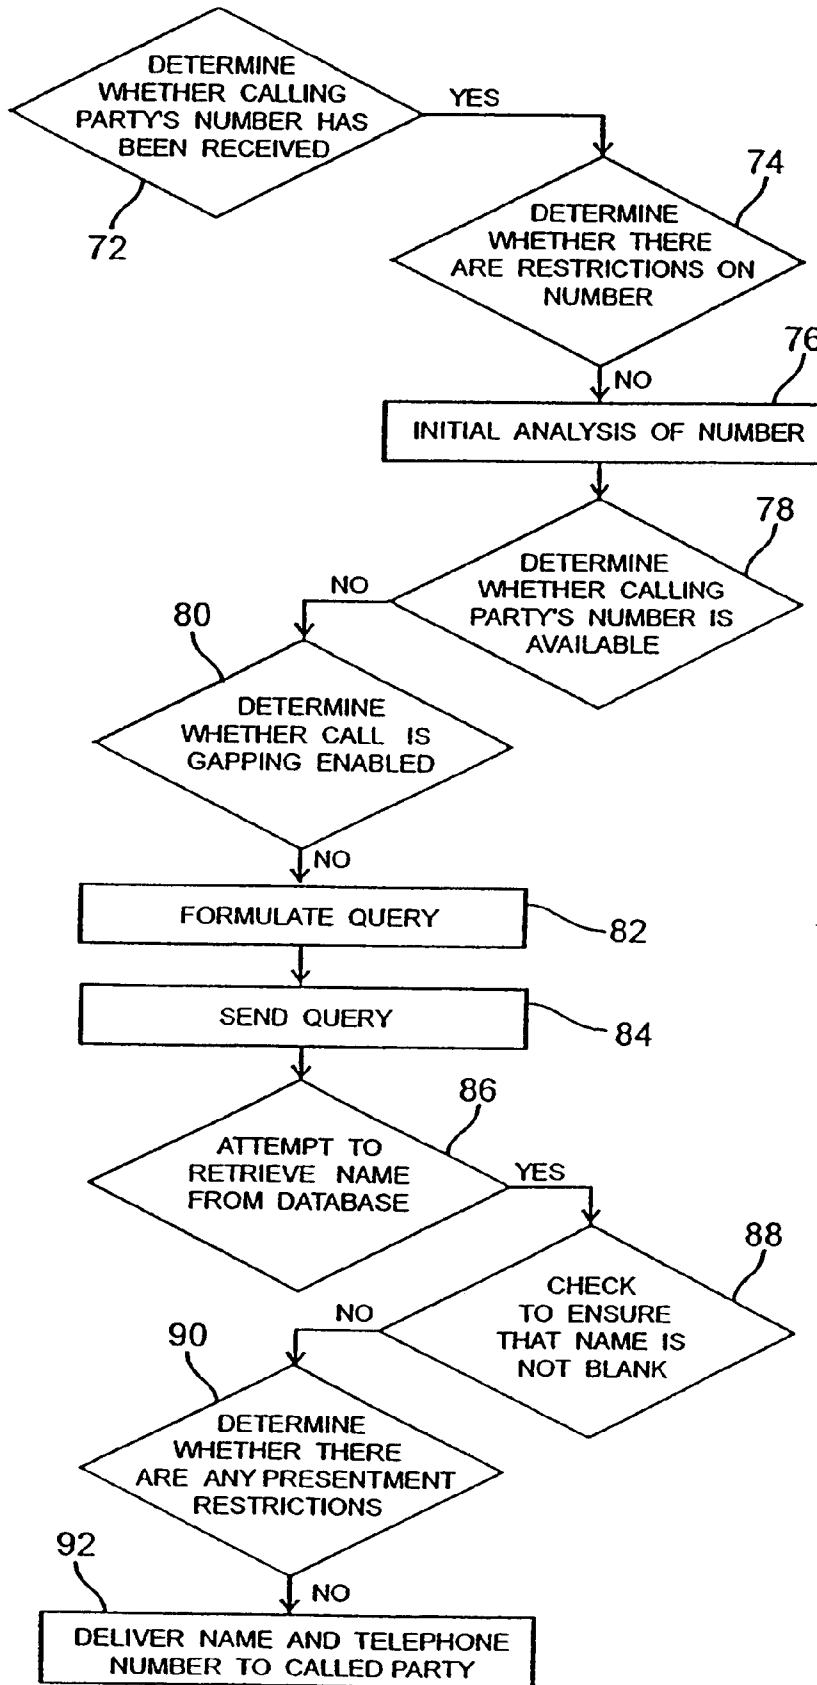 DETERMINE
WHETHER CALLING
PARTY'S NUMBER HAS
BEEN RECEIVED
YES
72
74
DETERMINE
WHETHER THERE
ARE RESTRICTIONS ON
NUMBER
NO
76
INITIAL ANALYSIS OF NUMBER
78
DETERMINE
WHETHER CALLING
PARTY'S NUMBER IS
AVAILABLE
NO
80
DETERMINE
WHETHER CALL IS
GAPPING ENABLED
NO
FORMULATE QUERY
82
SEND QUERY
84
86
ATTEMPT TO
RETRIEVE NAME
FROM DATABASE
YES
88
CHECK
TO ENSURE
THAT NAME IS
NOT BLANK
NO
90
DETERMINE
WHETHER THERE
ARE ANY PRESENTMENT
RESTRICTIONS
NO
92
DELIVER NAME AND TELEPHONE
NUMBER TO CALLED PARTY